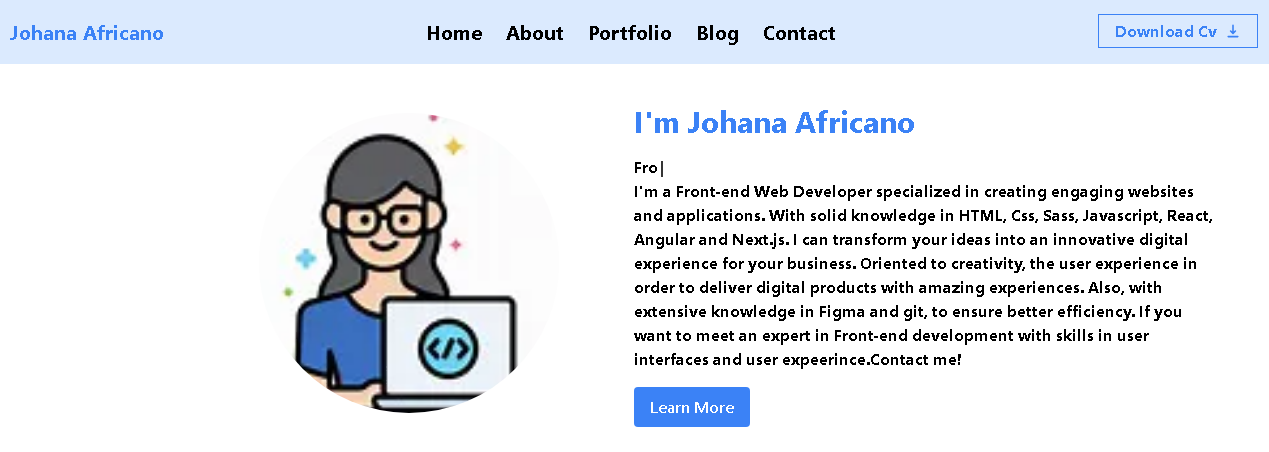 Johana Africano
Home About Portfolio Blog Contact
Download Cv
I'm Johana Africano
Fro|
I'm a Front-end Web Developer specialized in creating engaging websites
and applications. With solid knowledge in HTML, Css, Sass, Javascript, React,
Angular and Next.js. I can transform your ideas into an innovative digital
experience for your business. Oriented to creativity, the user experience in
order to deliver digital products with amazing experiences. Also, with
extensive knowledge in Figma and git, to ensure better efficiency. If you
want to meet an expert in Front-end development with skills in user
interfaces and user expeerince.Contact me!
</>
Learn More